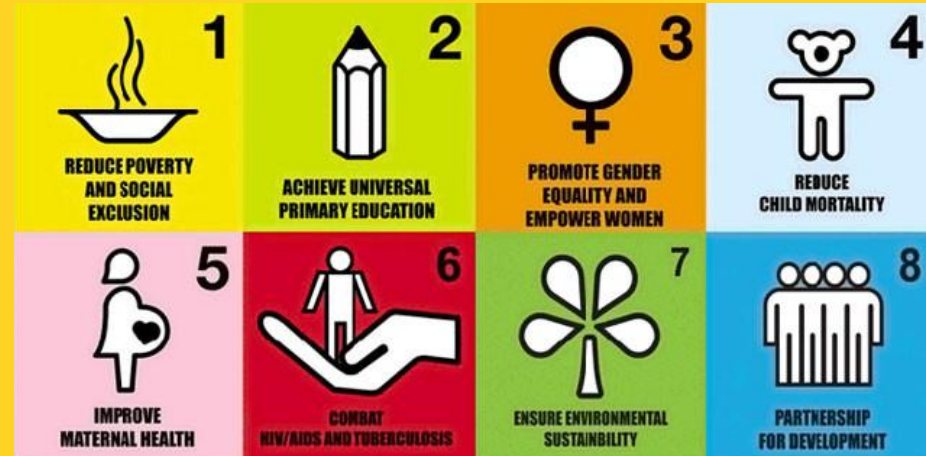 1
REDUCE POVERTY
AND SOCIAL
EXCLUSION
2
ACHIEVE UNIVERSAL
PRIMARY EDUCATION
3
PROMOTE GENDER
EQUALITY AND
EMPOWER WOMEN
4
REDUCE
CHILD MORTALITY
5
IMPROVE
MATERNAL HEALTH
6
COMBAT
HIV/AIDS AND TUBERCULOSIS
7
ENSURE ENVIRONMENTAL
SUSTAINBILITY
8
PARTNERSHIP
FOR DEVELOPMENT